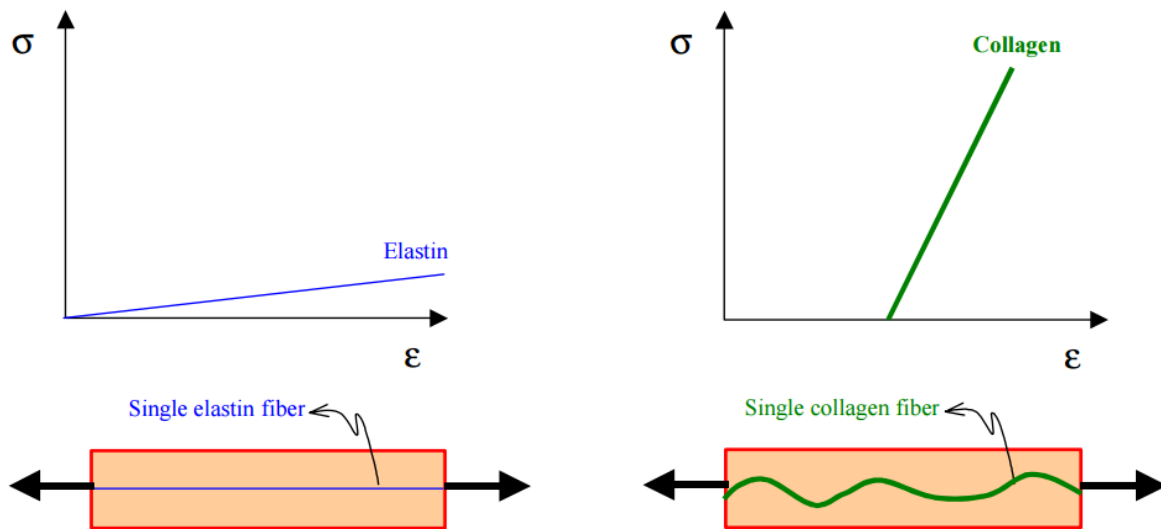 σ
Elastin
ε
Single elastin fiber
σ
Collagen
ε
Single collagen fiber